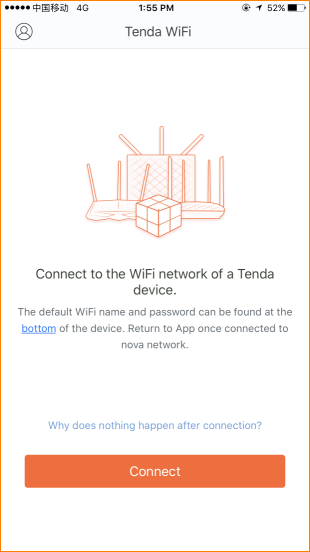 中国移动 4G 1:55 PM 52%
Tenda WiFi
Connect to the WiFi network of a Tenda
device.
The default WiFi name and password can be found at the
bottom of the device. Return to App once connected to
nova network.
Why does nothing happen after connection?
Connect